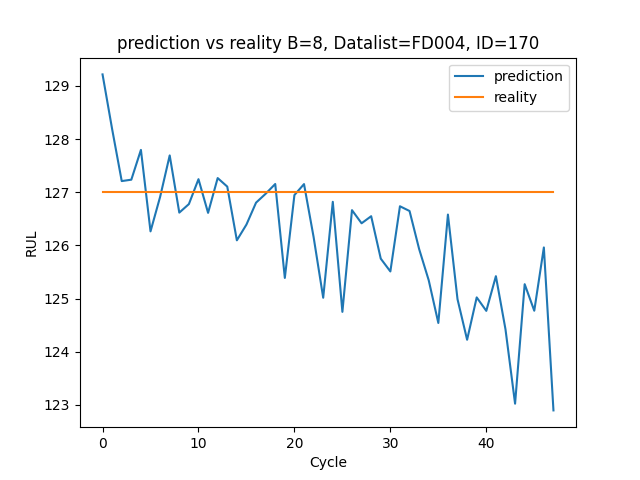 prediction vs reality B=8, Datalist=FD004, ID=170
prediction
reality
129
128
127
126
125
124
123
RUL
0 10 20 30 40
Cycle